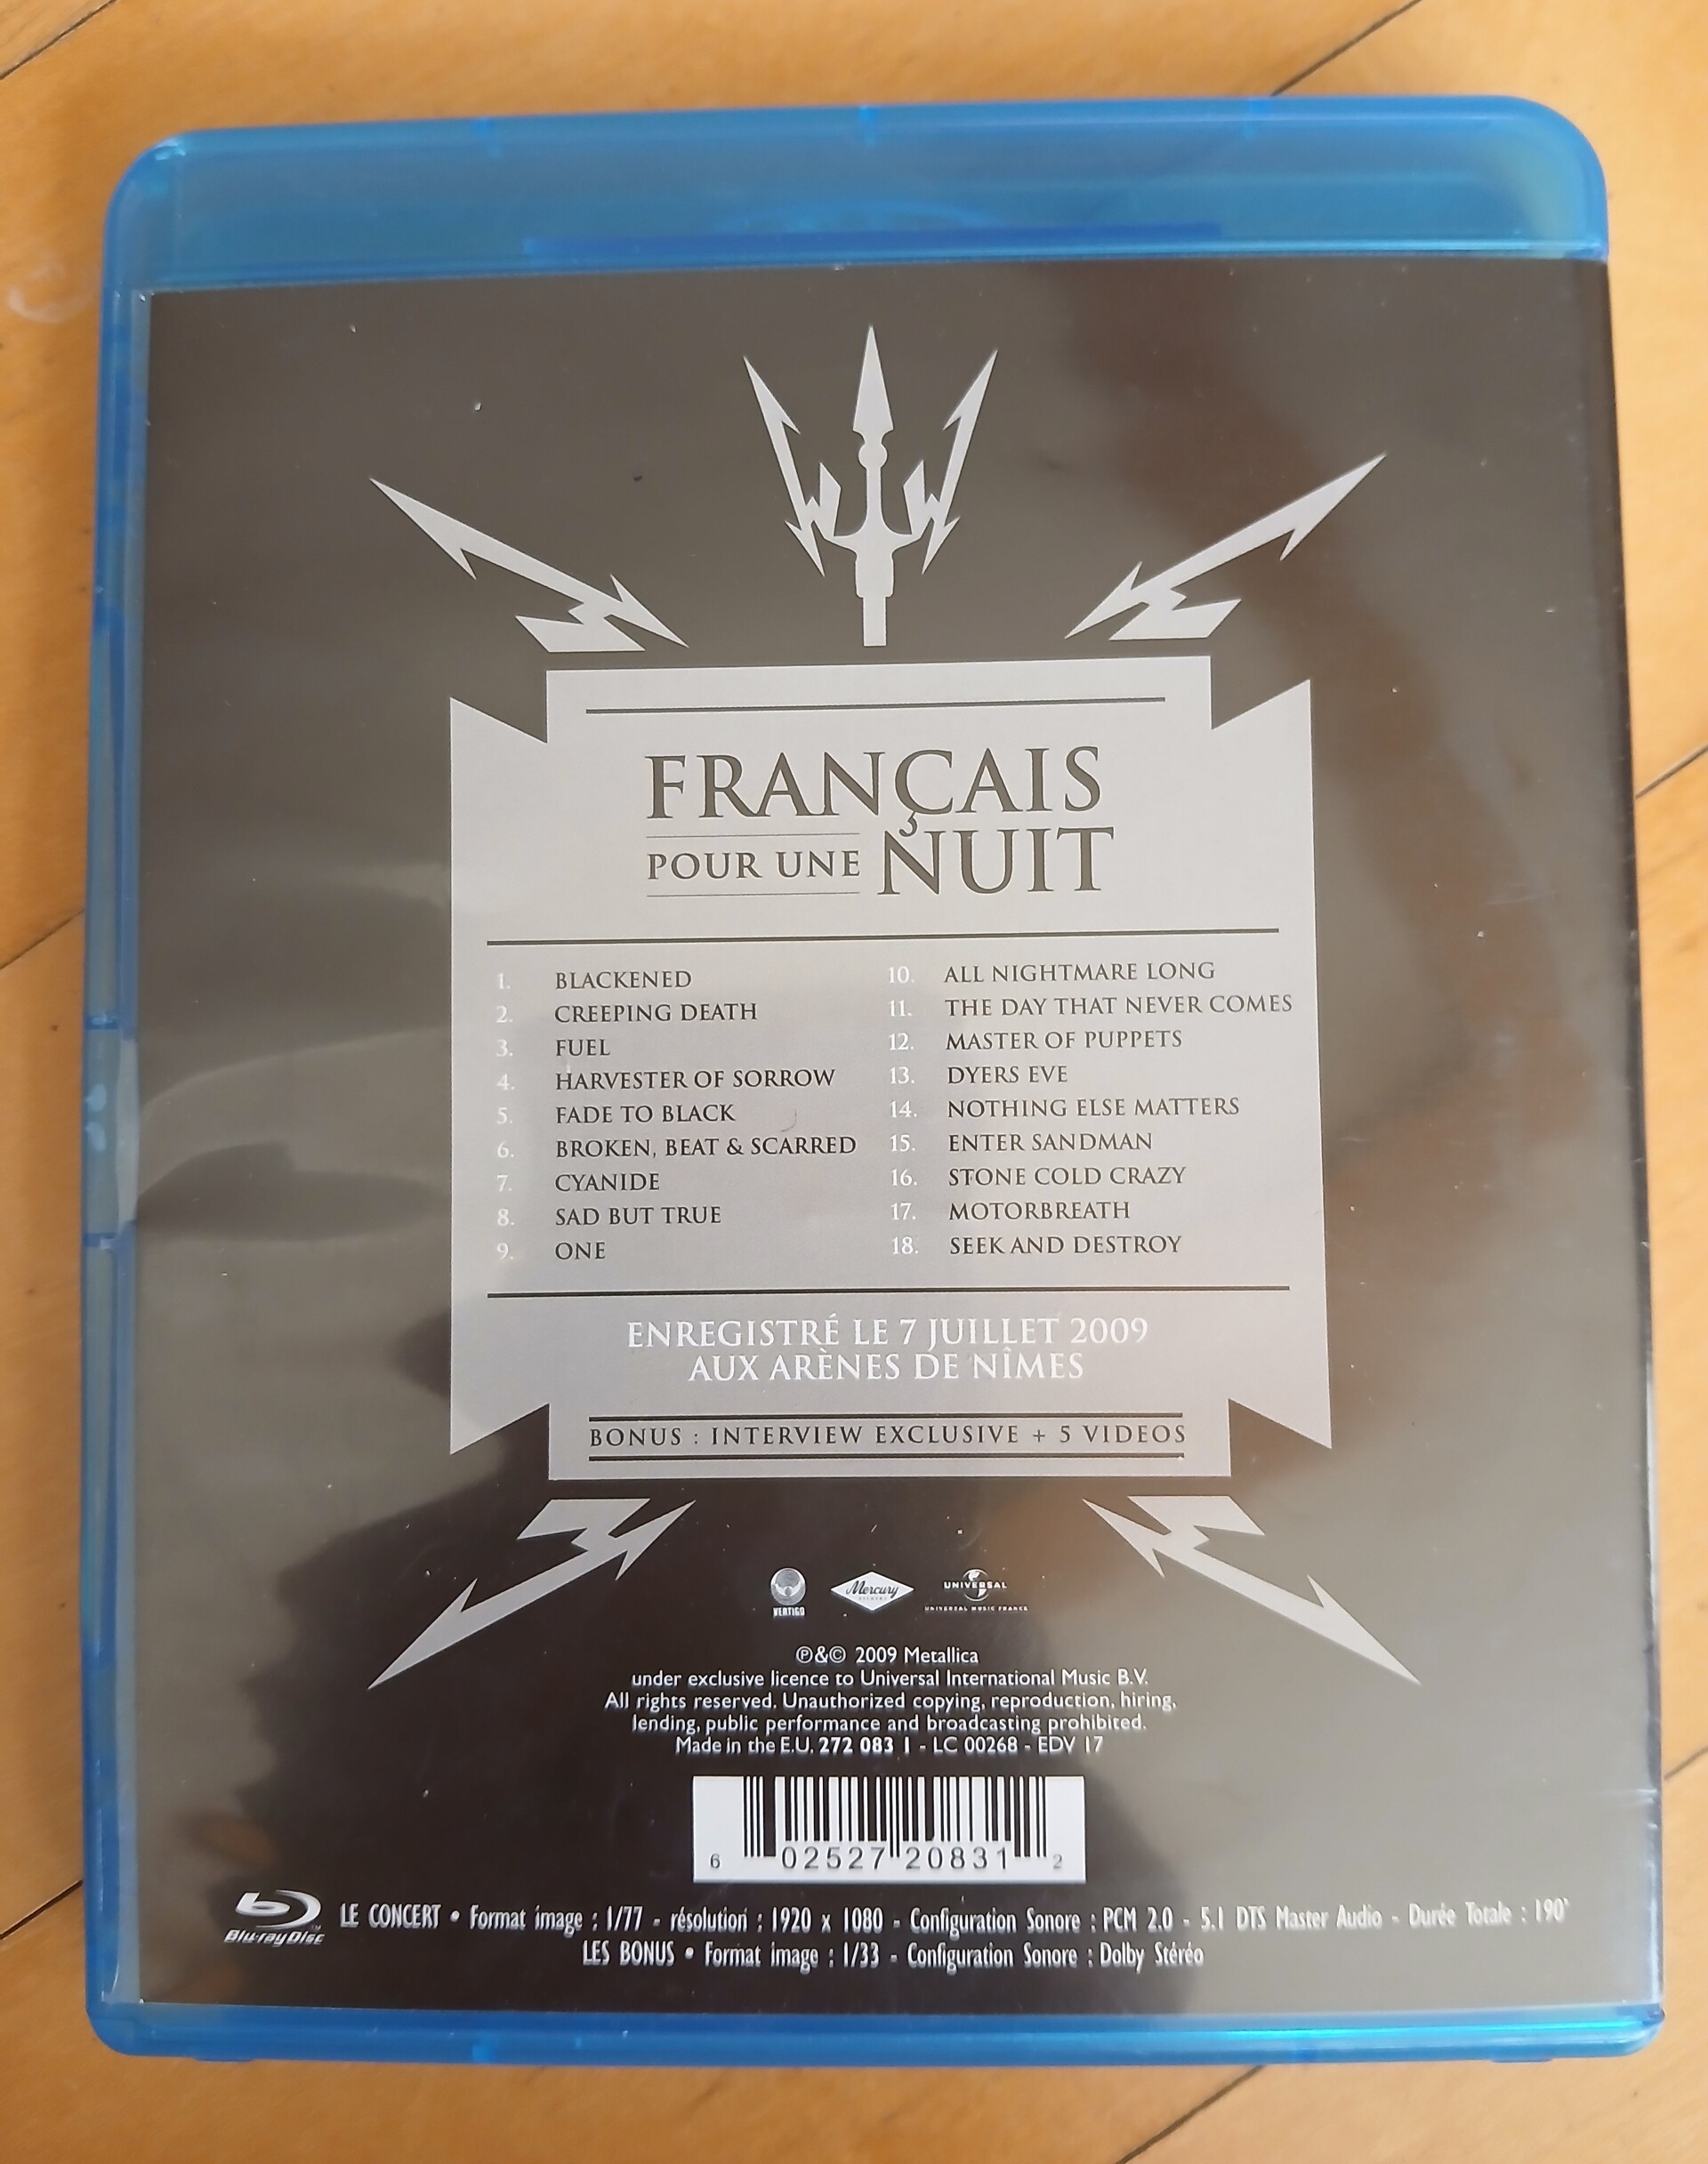 FRANÇAIS
POUR UNE NUIT
1. BLACKENED
2. CREEPING DEATH
3. FUEL
4. HARVESTER OF SORROW
5. FADE TO BLACK
6. BROKEN, BEAT & SCARRED
7. CYANIDE
8. SAD BUT TRUE
9. ONE
10. ALL NIGHTMARE LONG
11. THE DAY THAT NEVER COMES
12. MASTER OF PUPPETS
13. DYERS EVE
14. NOTHING ELSE MATTERS
15. ENTER SANDMAN
16. STONE COLD CRAZY
17. MOTORBREATH
18. SEEK AND DESTROY
ENREGISTRÉ LE 7 JUILLET 2009
AUX ARÈNES DE NÎMES
BONUS : INTERVIEW EXCLUSIVE + 5 VIDEOS
VERTIGO
Mercury
UNIVERSAL
UNIVERSAL MUSIC FRANCE
℗&© 2009 Metallica
under exclusive licence to Universal International Music B.V.
All rights reserved. Unauthorized copying, reproduction, hiring,
lending, public performance and broadcasting prohibited.
Made in the E.U. 272 083 1 - LC 00268 - EDV 17
6 02527 20831 2
Blu-ray Disc
LE CONCERT • Format image : 1/77 - résolution : 1920 x 1080 - Configuration Sonore : PCM 2.0 - 5.1 DTS Master Audio - Durée Totale : 190'
LES BONUS • Format image : 1/33 - Configuration Sonore : Dolby Stéréo